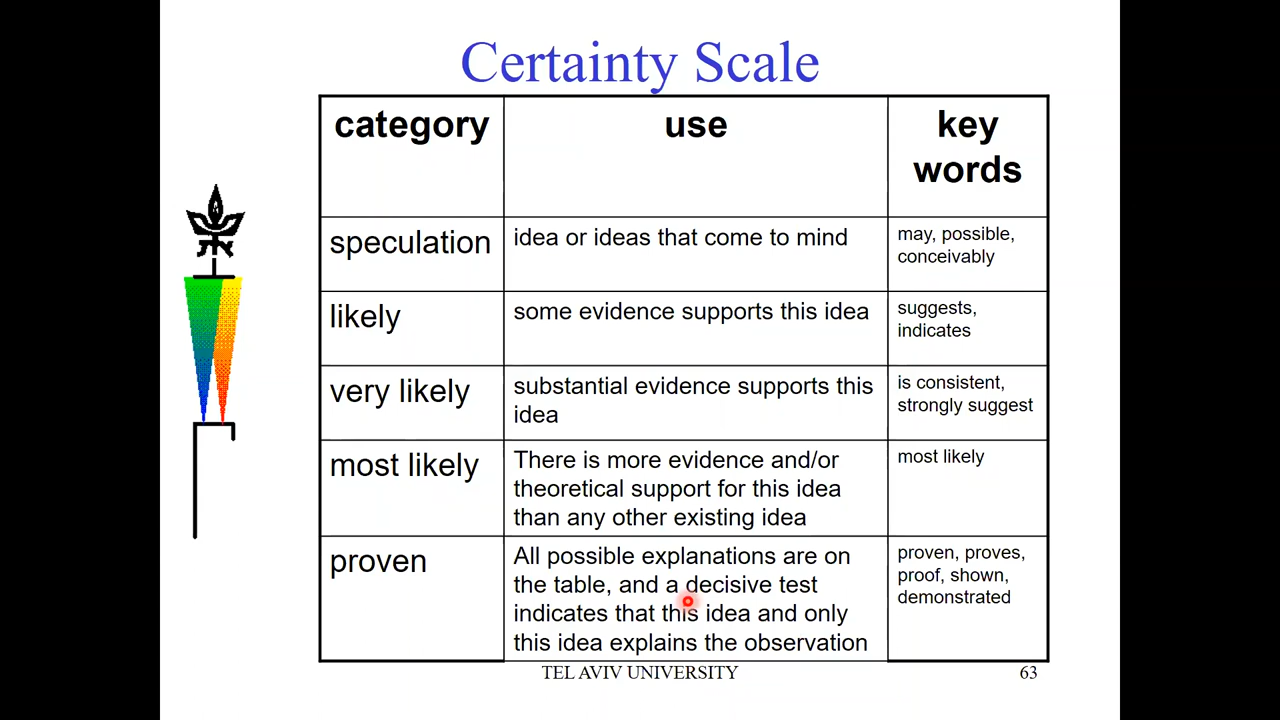 Certainty Scale
category
use
key
words
speculation
idea or ideas that come to mind
may, possible,
conceivably
likely
some evidence supports this idea
suggests,
indicates
very likely
substantial evidence supports this
idea
is consistent,
strongly suggest
most likely
There is more evidence and/or
theoretical support for this idea
than any other existing idea
most likely
proven
All possible explanations are on
the table, and a decisive test
indicates that this idea and only
this idea explains the observation
proven, proves,
proof, shown,
demonstrated
TEL AVIV UNIVERSITY
63